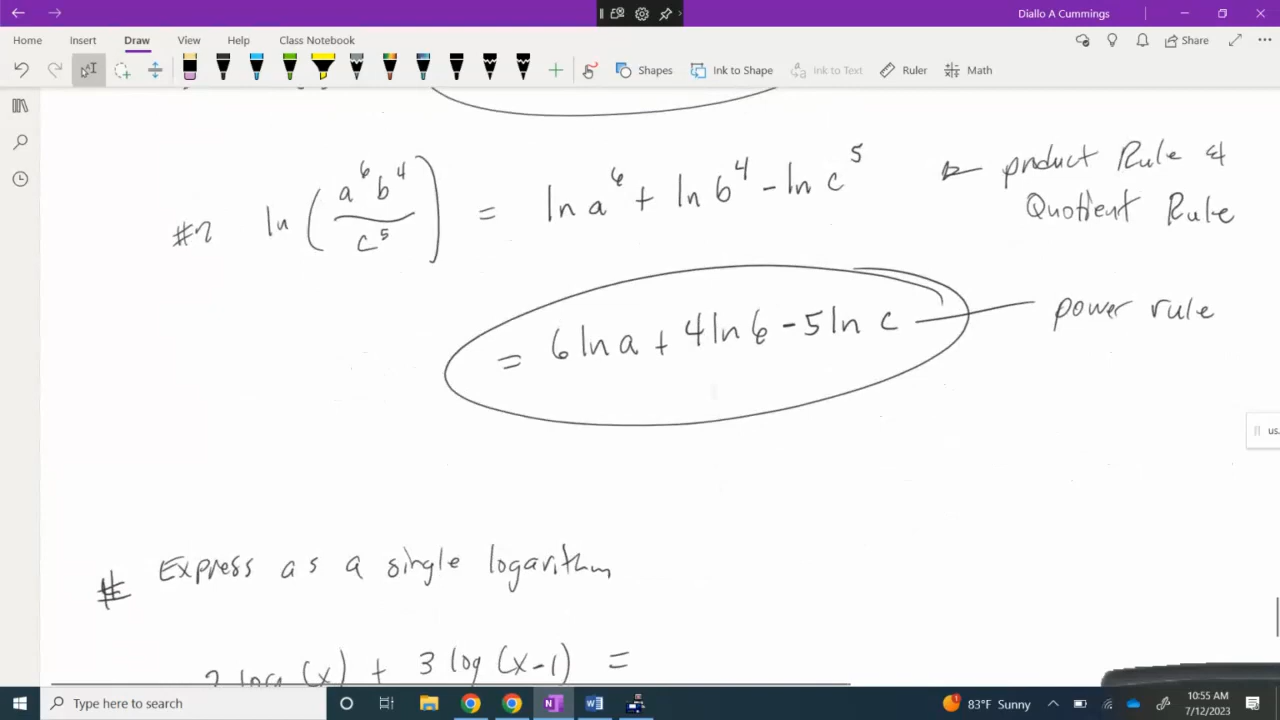 Diallo A Cummings
Home Insert Draw View Help Class Notebook Share
Shapes Ink to Shape Ink to Text Ruler Math
#2 ln (a⁶b⁴/c⁵) = ln a⁶ + ln b⁴ - ln c⁵ product Rule &
Quotient Rule
= 6 ln a + 4 ln b - 5 ln c power rule
us.
# Express as a single logarithm
2 log (x) + 3 log (x-1) =
Type here to search
83°F Sunny
10:55 AM
7/12/2023